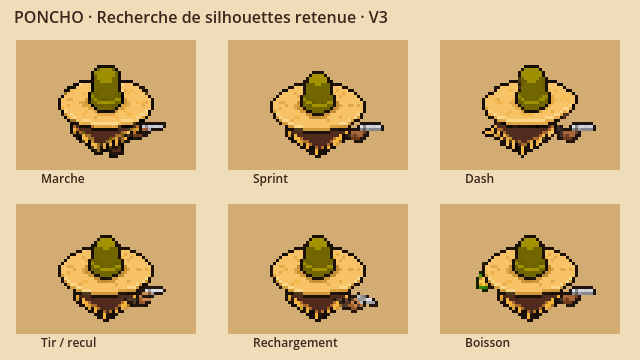 PONCHO · Recherche de silhouettes retenue · V3
Marche
Sprint
Dash
Tir / recul
Rechargement
Boisson